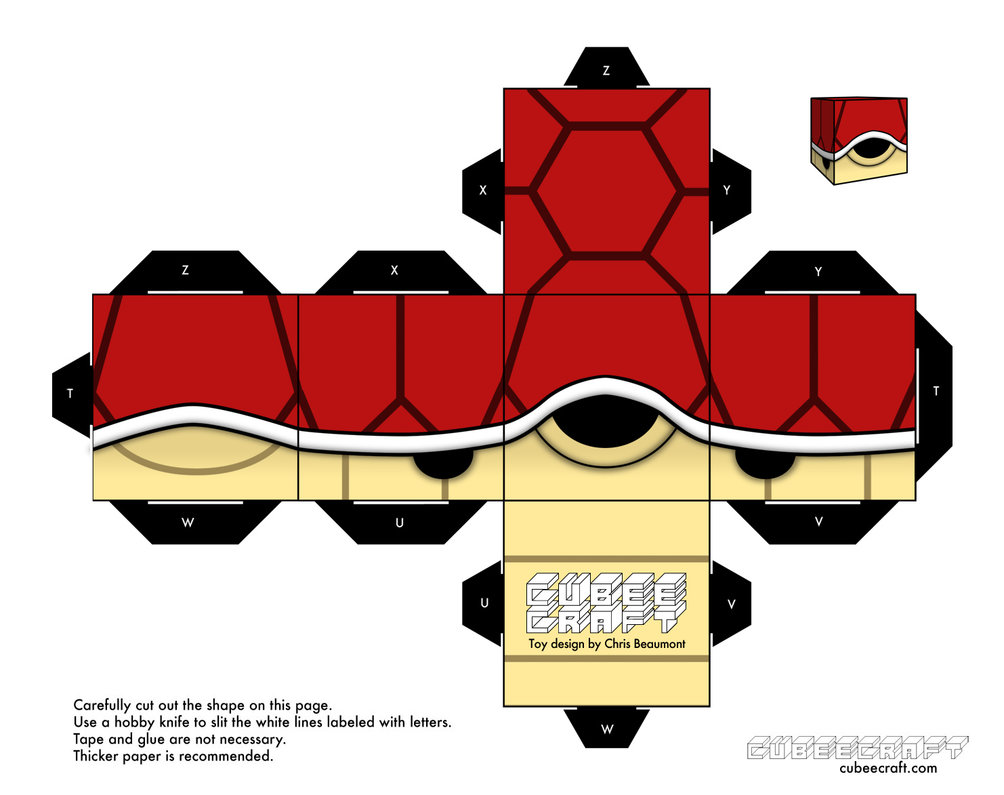 Z
X
Y
Z
X
Y
T
T
W
U
V
U
V
CUBEE
CRAFT
Toy design by Chris Beaumont
W
Carefully cut out the shape on this page.
Use a hobby knife to slit the white lines labeled with letters.
Tape and glue are not necessary.
Thicker paper is recommended.
CUBEECRAFT
cubeecraft.com